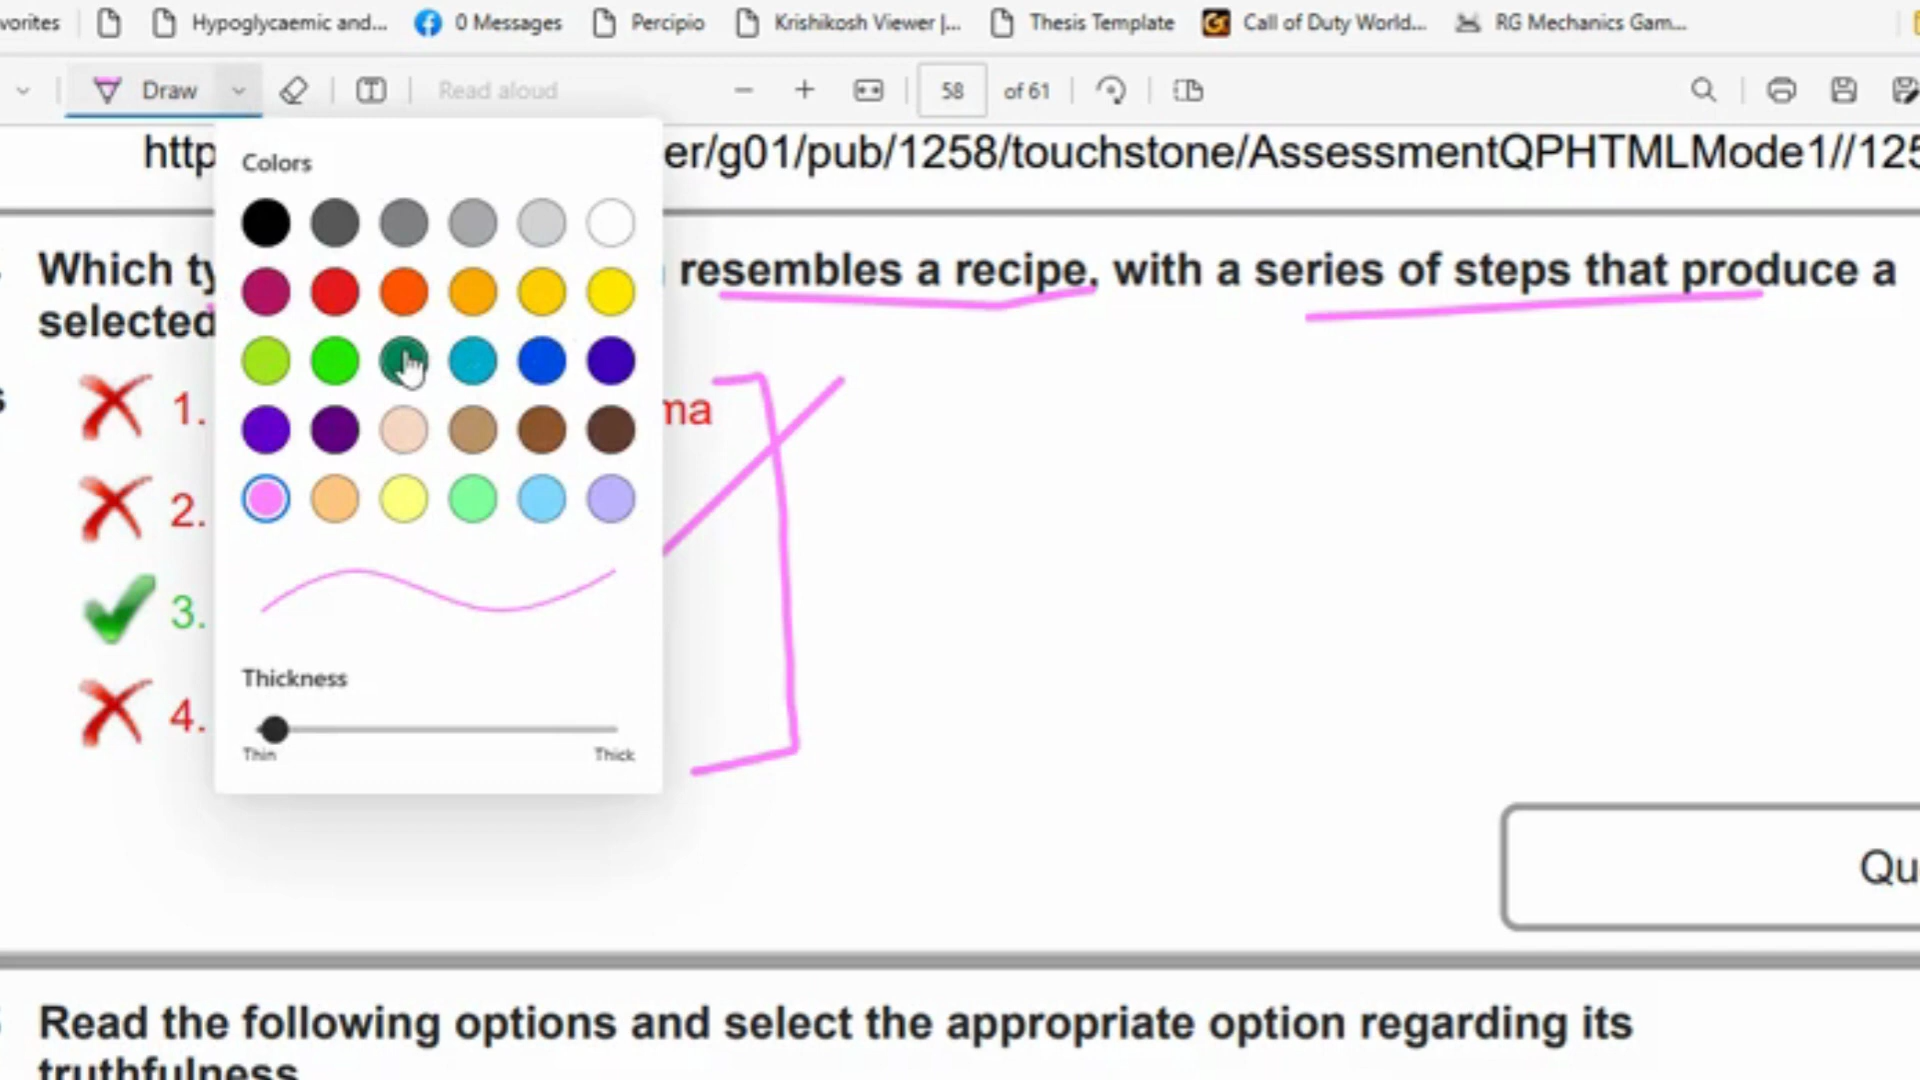 vorites Hypoglycaemic and... 0 Messages Percipio Krishikosh Viewer |... Thesis Template Call of Duty World... RG Mechanics Gam...
Draw Read aloud 58 of 61
http er/g01/pub/1258/touchstone/AssessmentQPHTMLMode1//125
Colors
Which ty resembles a recipe, with a series of steps that produce a
selected
1. ma
2.
3.
4.
Thickness
Thin Thick
Qu
Read the following options and select the appropriate option regarding its
truthfulness